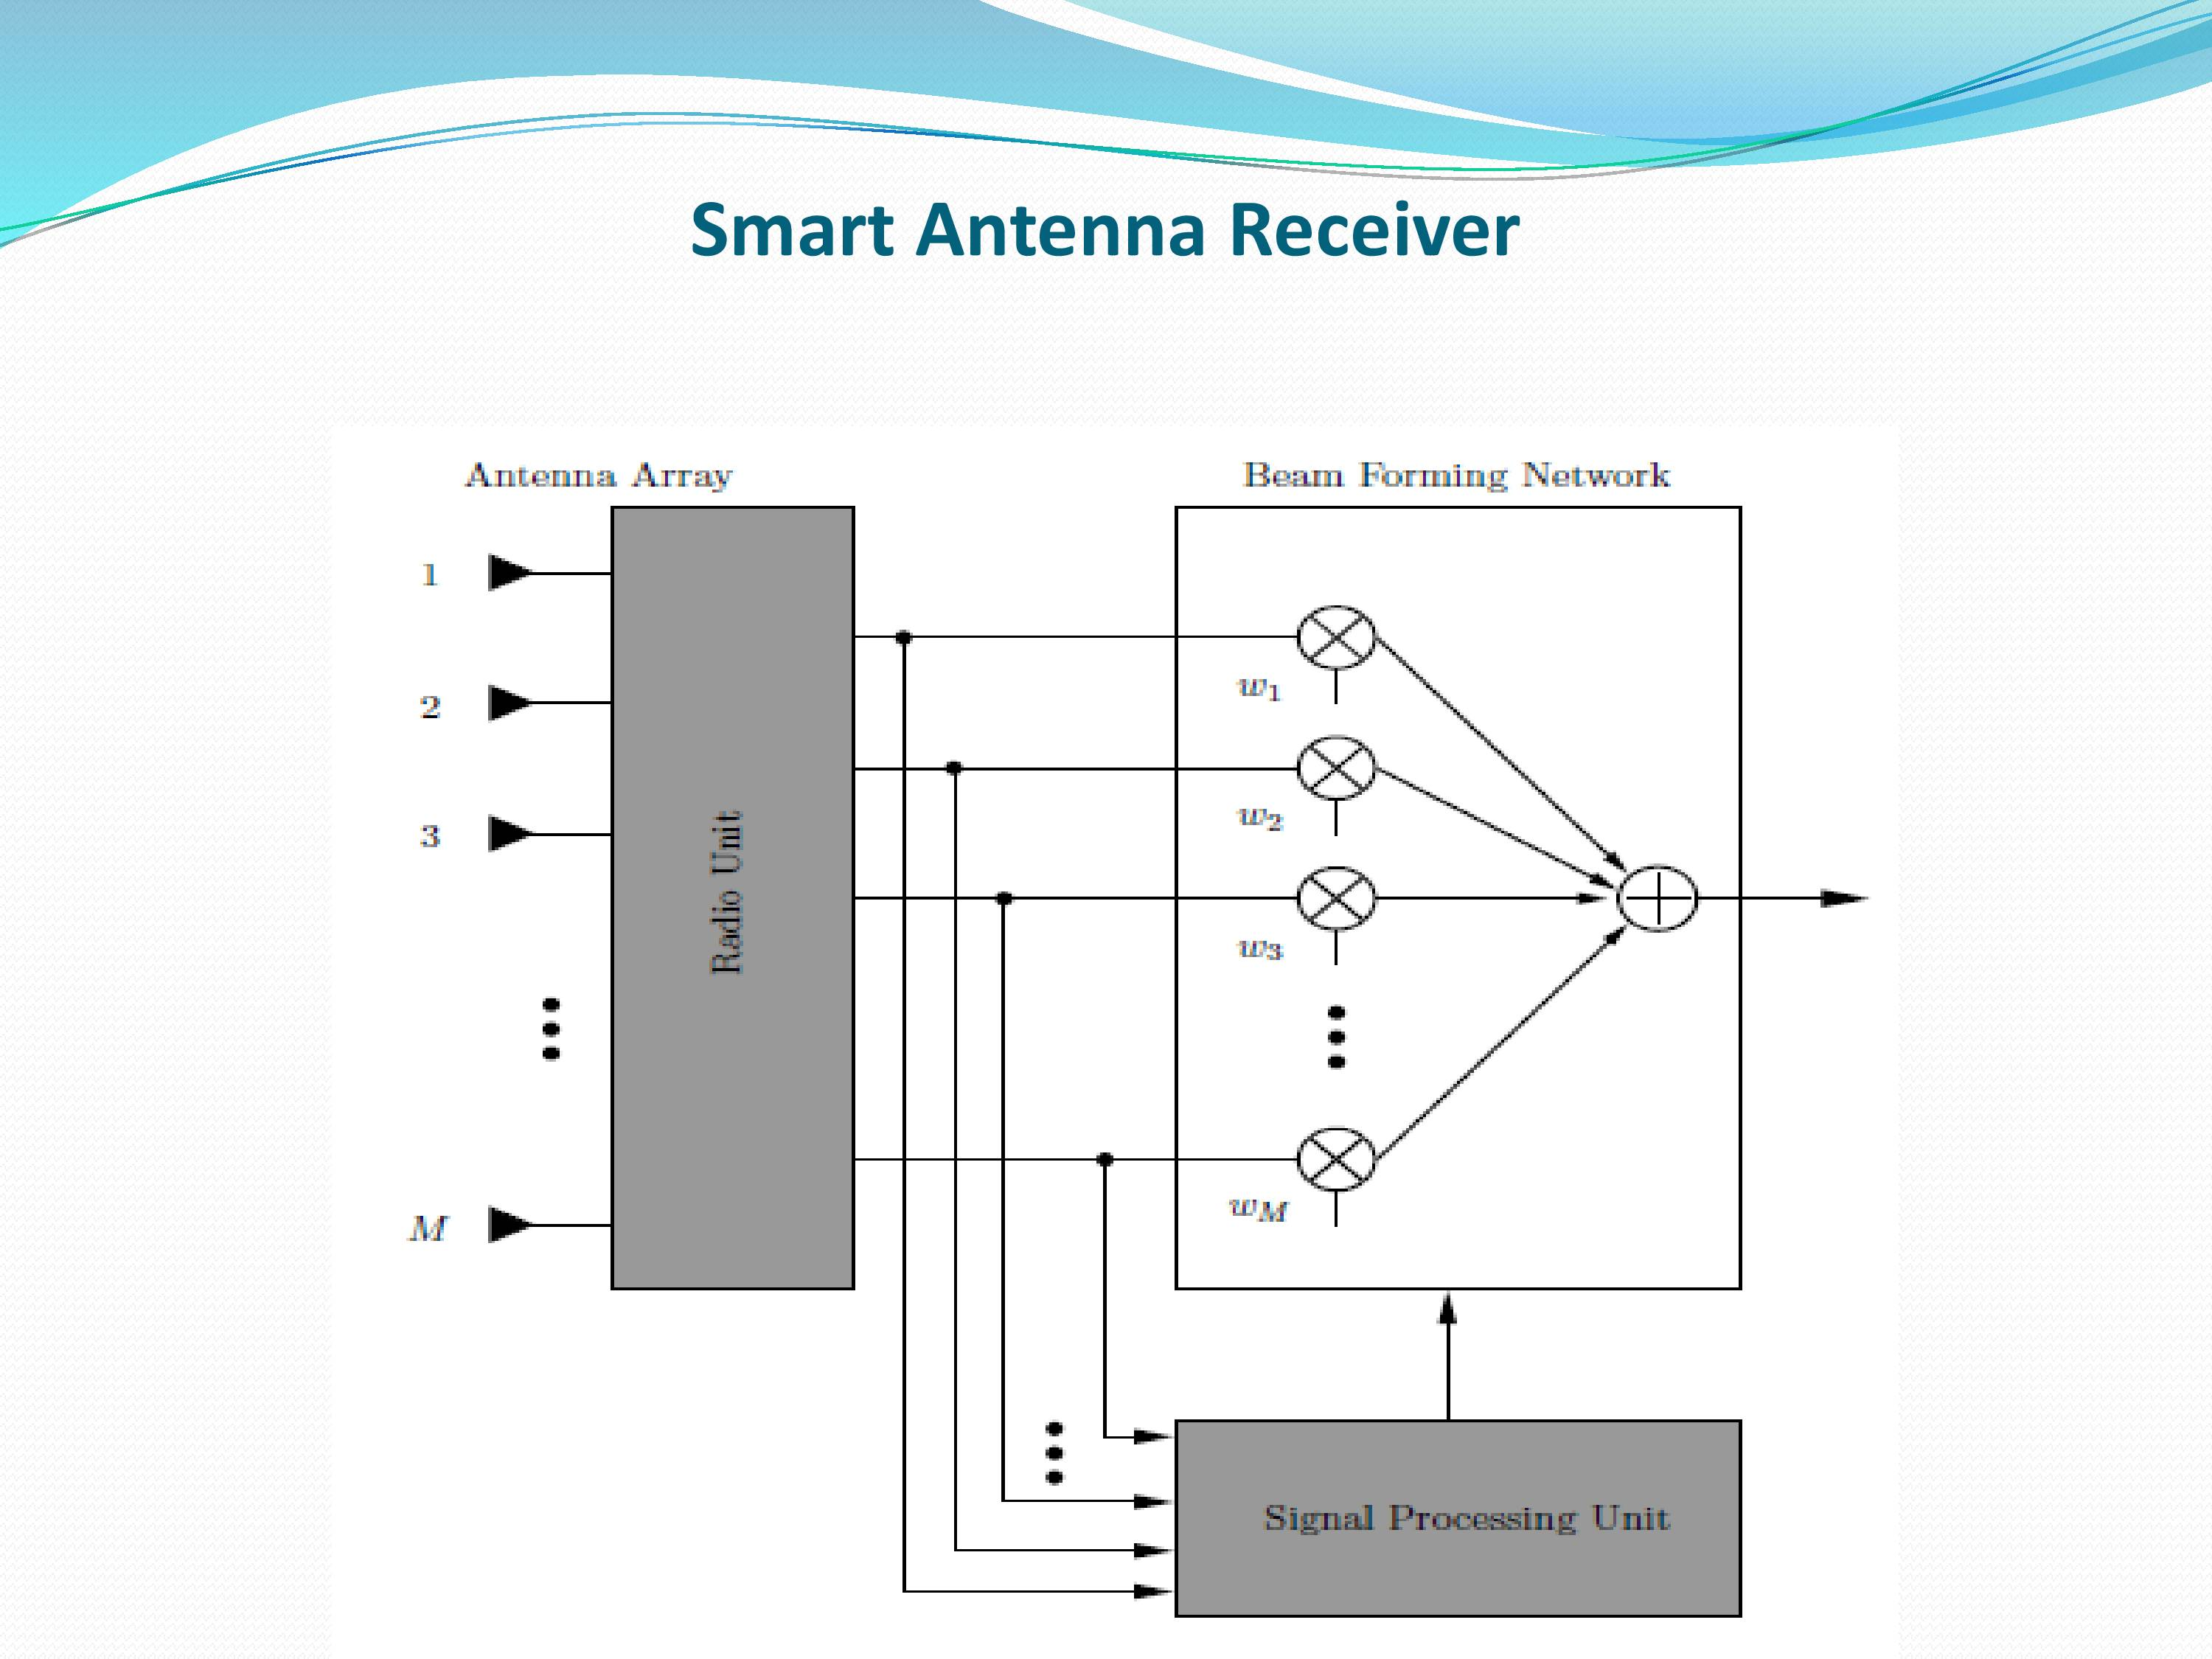 Smart Antenna Receiver
Antenna Array
Beam Forming Network
1
2
3
M
Radio Unit
w₁
w₂
w₃
w_M
Signal Processing Unit